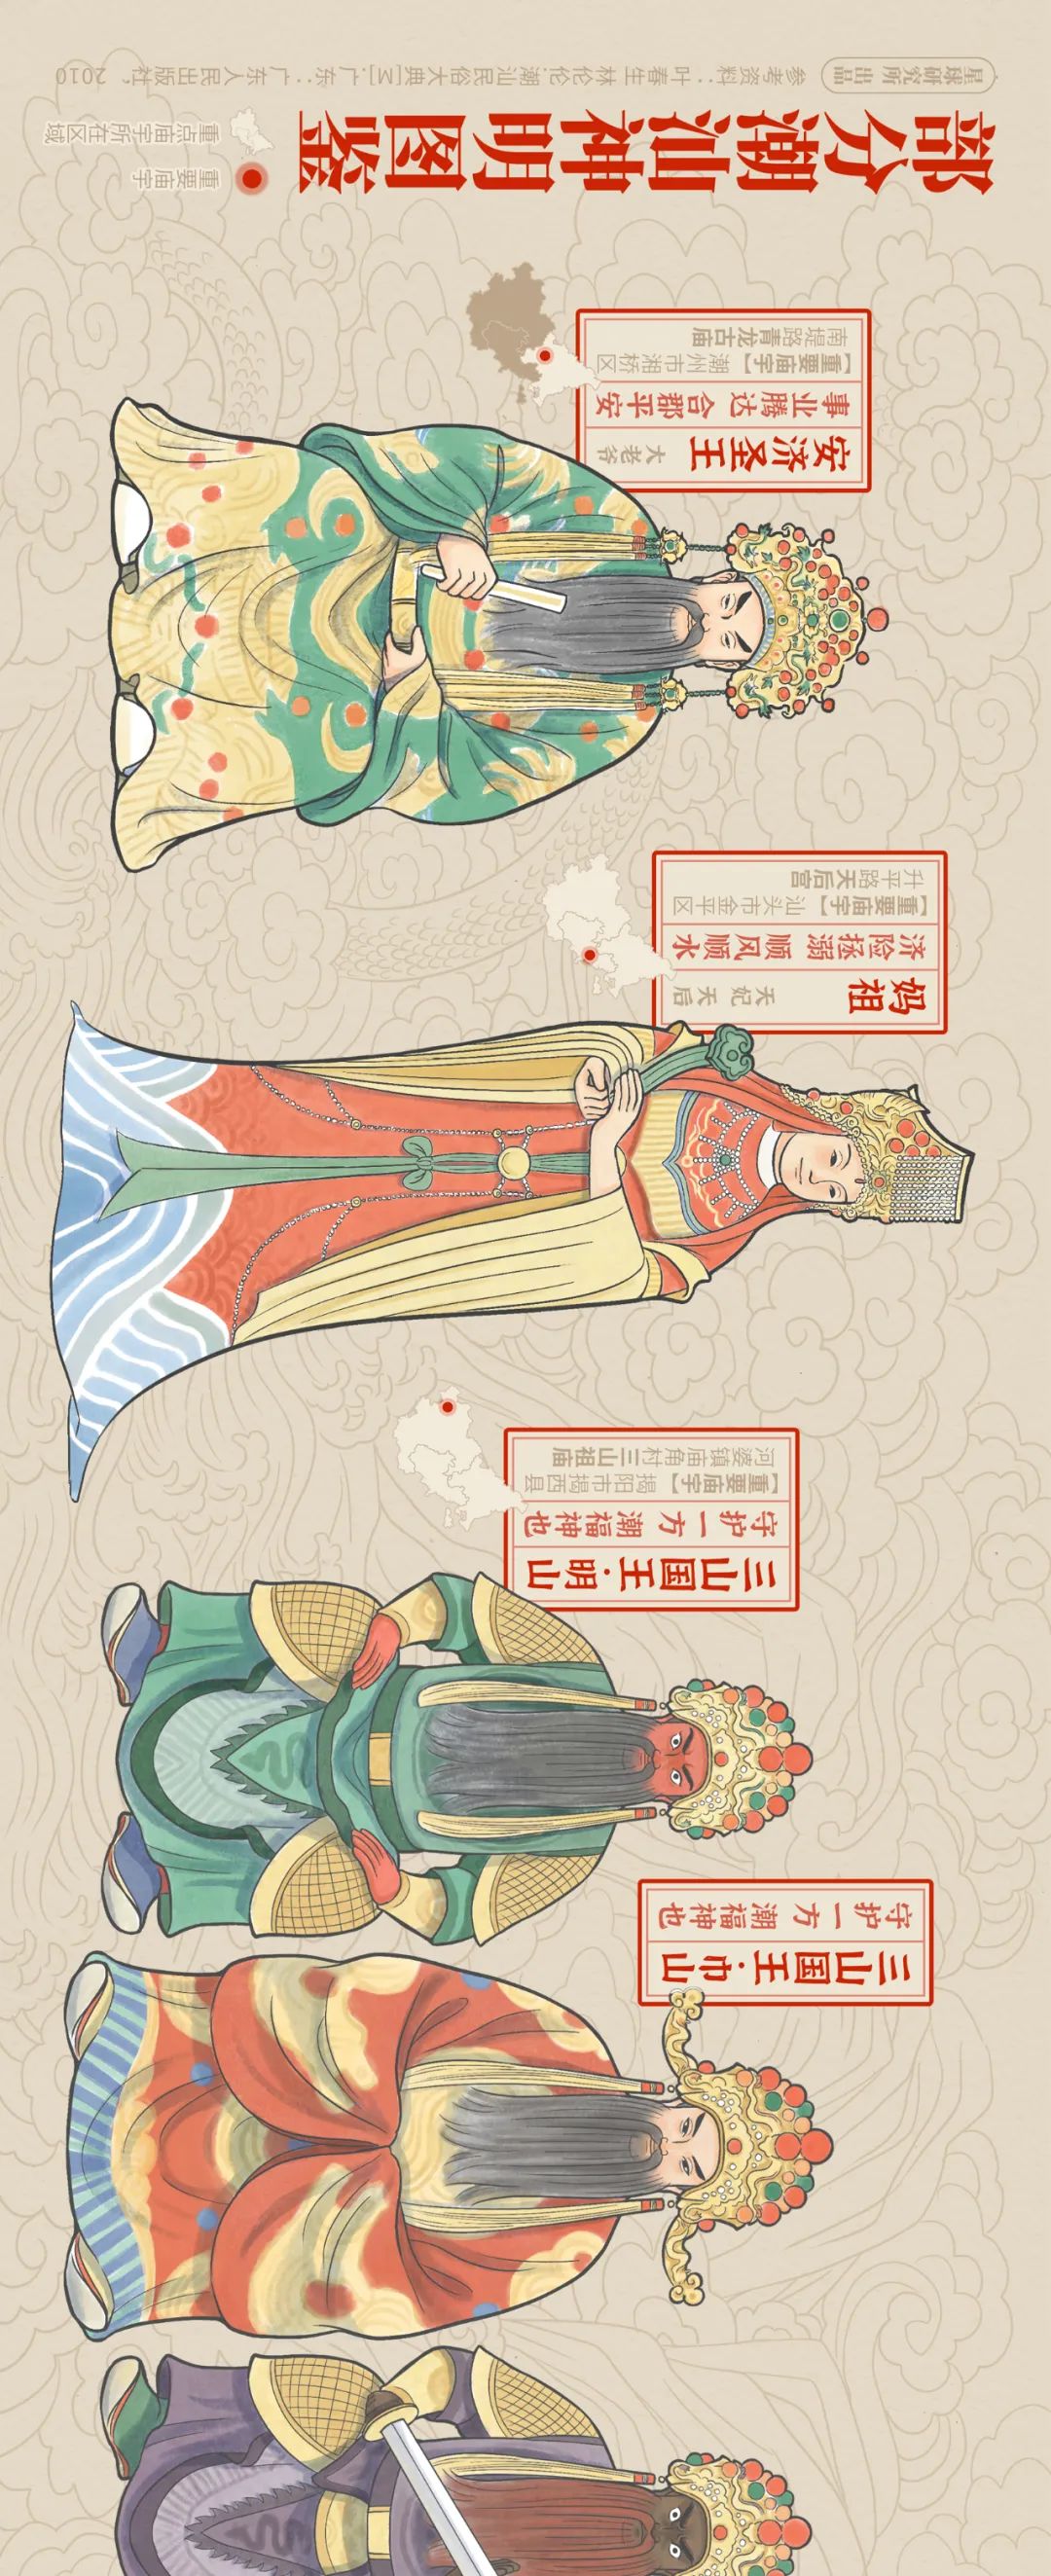 三山国王·巾山
守护一方 潮福神也
三山国王·明山
守护一方 潮福神也
【重要庙宇】揭阳市揭西县
河婆镇庙角村三山祖庙
妈祖 天妃 天后
济险拯溺 顺风顺水
【重要庙宇】汕头市金平区
升平路天后宫
安济圣王 大老爷
事业腾达 合郡平安
【重要庙宇】潮州市湘桥区
南堤路青龙古庙
部分潮汕神明图鉴
重要庙宇
重点庙宇所在区域
星球研究所 出品
参考资料：叶春生 林伦伦.潮汕民俗大典[M].广东：广东人民出版社，2010